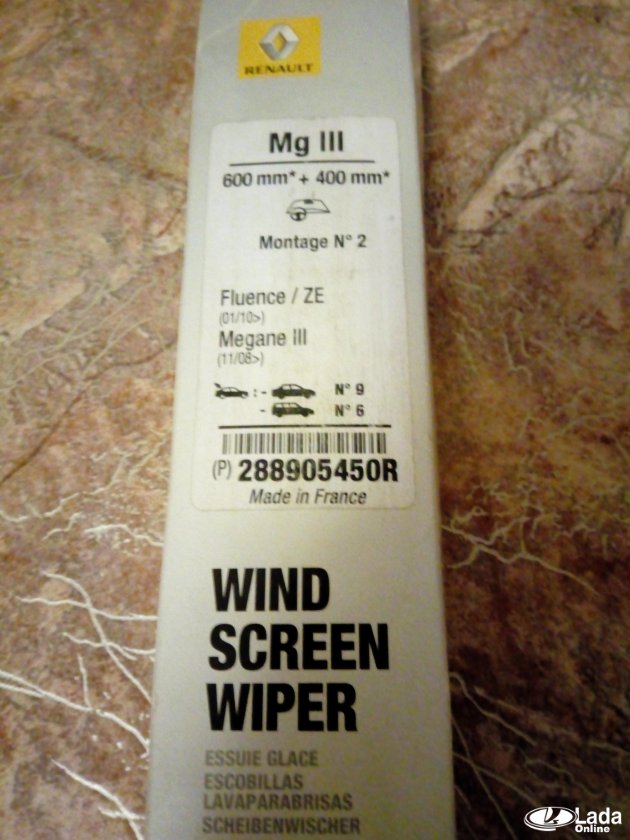 RENAULT
Mg III
600 mm* + 400 mm*
Montage N° 2
Fluence / ZE
(01/10>)
Megane III
(11/08>)
: - N° 9
- N° 6
(P) 288905450R
Made in France
WIND
SCREEN
WIPER
ESSUIE GLACE
ESCOBILLAS
LAVAPARABRISAS
SCHEIBENWISCHER
Lada
Online